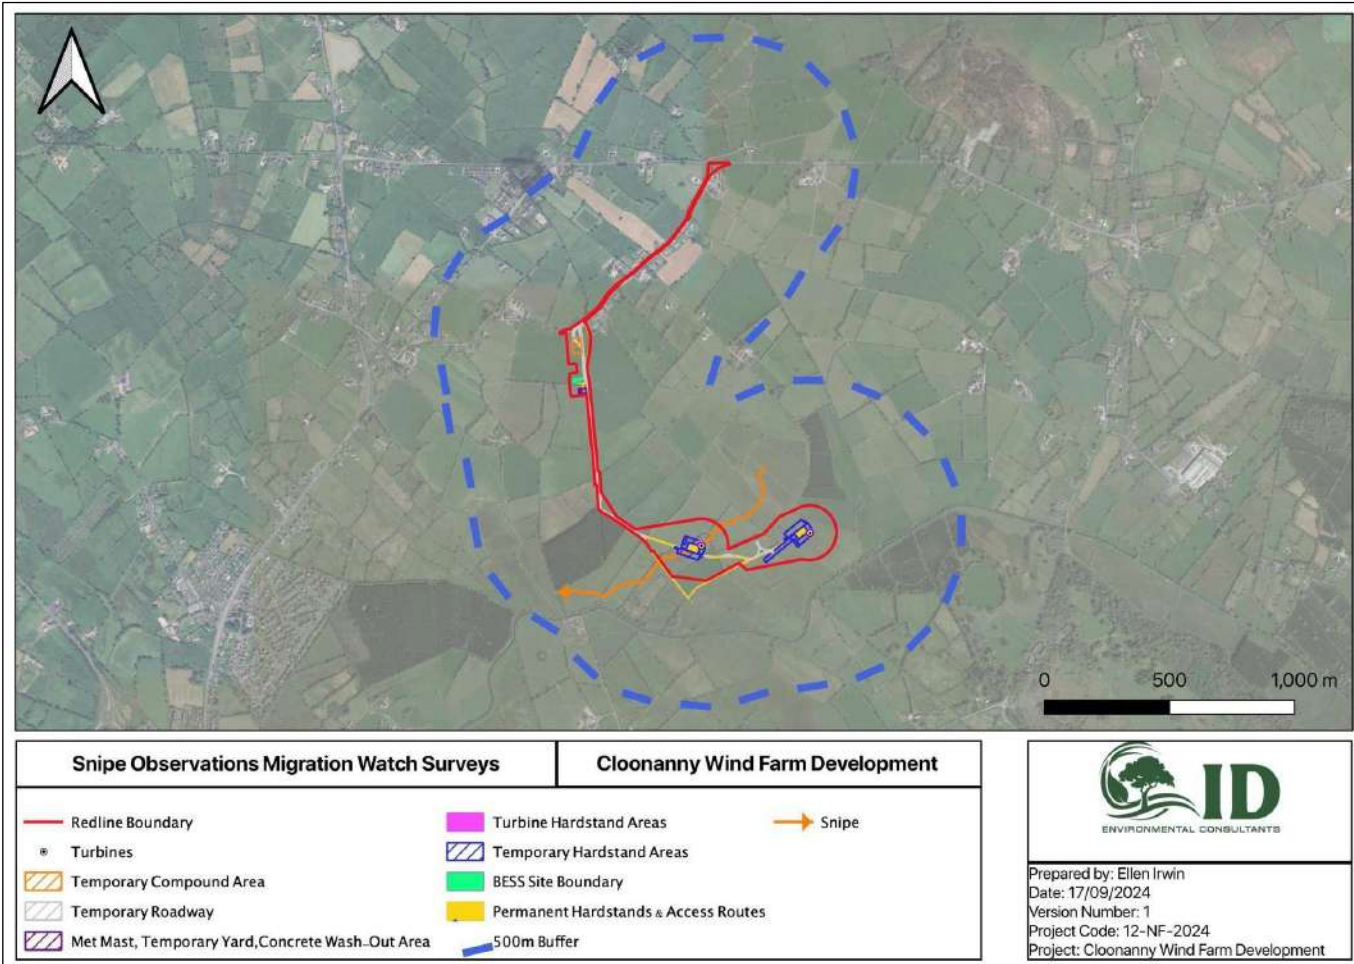 0 500 1,000 m
Snipe Observations Migration Watch Surveys
Cloonanny Wind Farm Development
Redline Boundary
Turbines
Temporary Compound Area
Temporary Roadway
Met Mast, Temporary Yard,Concrete Wash-Out Area
Turbine Hardstand Areas
Temporary Hardstand Areas
BESS Site Boundary
Permanent Hardstands & Access Routes
500m Buffer
Snipe
ID
ENVIRONMENTAL CONSULTANTS
Prepared by: Ellen Irwin
Date: 17/09/2024
Version Number: 1
Project Code: 12-NF-2024
Project: Cloonanny Wind Farm Development